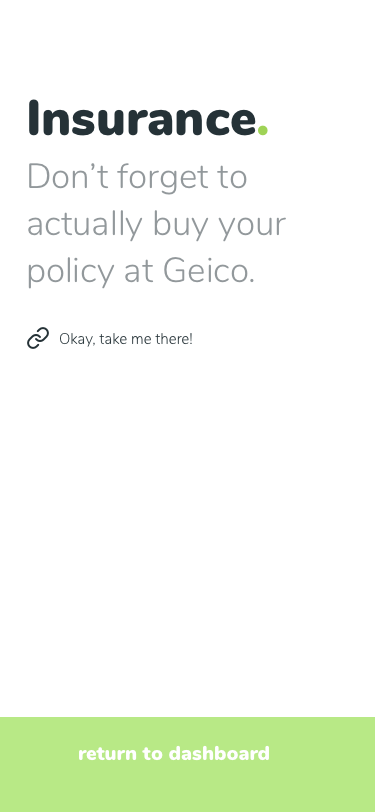 Insurance.
Don’t forget to
actually buy your
policy at Geico.
Okay, take me there!
return to dashboard